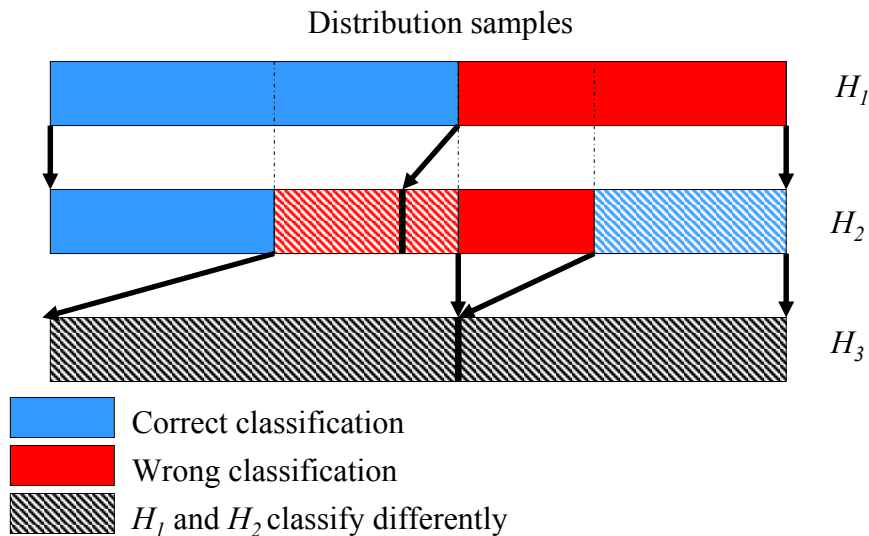 Distribution samples
H1
H2
H3
Correct classification
Wrong classification
H1 and H2 classify differently